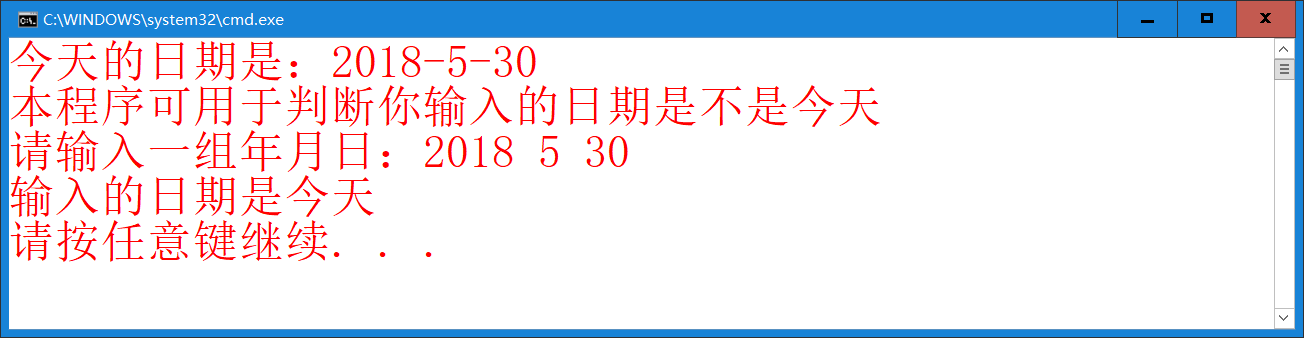 C:\WINDOWS\system32\cmd.exe
今天的日期是：2018-5-30
本程序可用于判断你输入的日期是不是今天
请输入一组年月日：2018 5 30
输入的日期是今天
请按任意键继续. . .